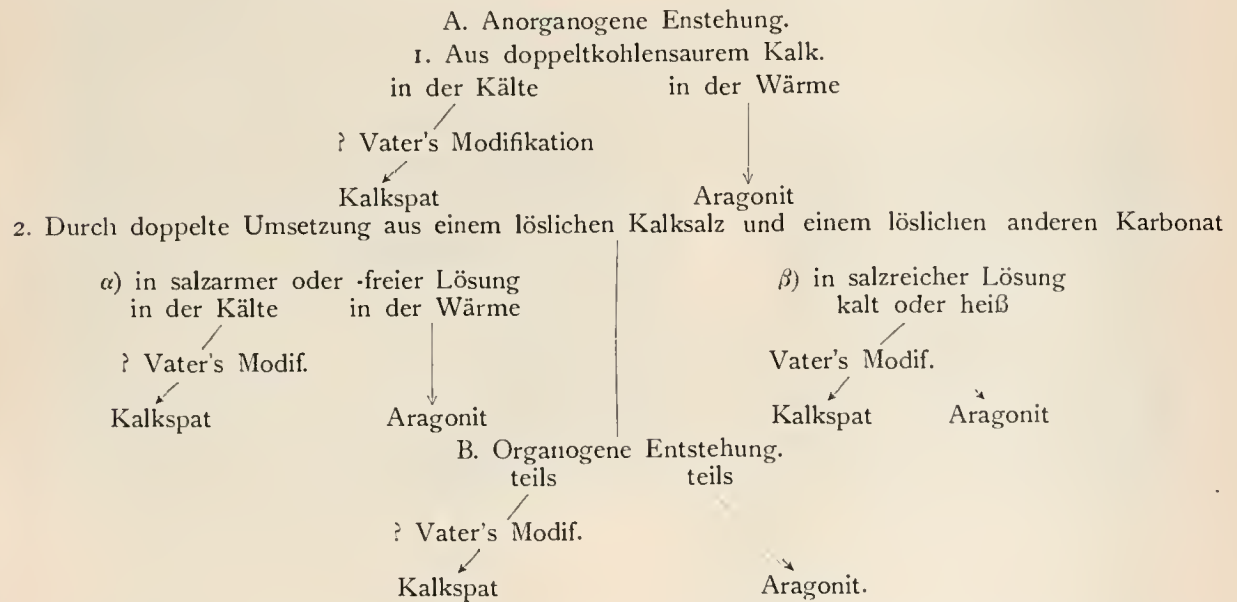 A. Anorganogene Enstehung.
1. Aus doppeltkohlensaurem Kalk.
in der Kälte in der Wärme
? Vater's Modifikation
Kalkspat Aragonit
2. Durch doppelte Umsetzung aus einem löslichen Kalksalz und einem löslichen anderen Karbonat
α) in salzarmer oder -freier Lösung β) in salzreicher Lösung
in der Kälte in der Wärme kalt oder heiß
? Vater's Modif. Vater's Modif.
Kalkspat Aragonit Kalkspat Aragonit
B. Organogene Entstehung.
teils teils
? Vater's Modif.
Kalkspat Aragonit.